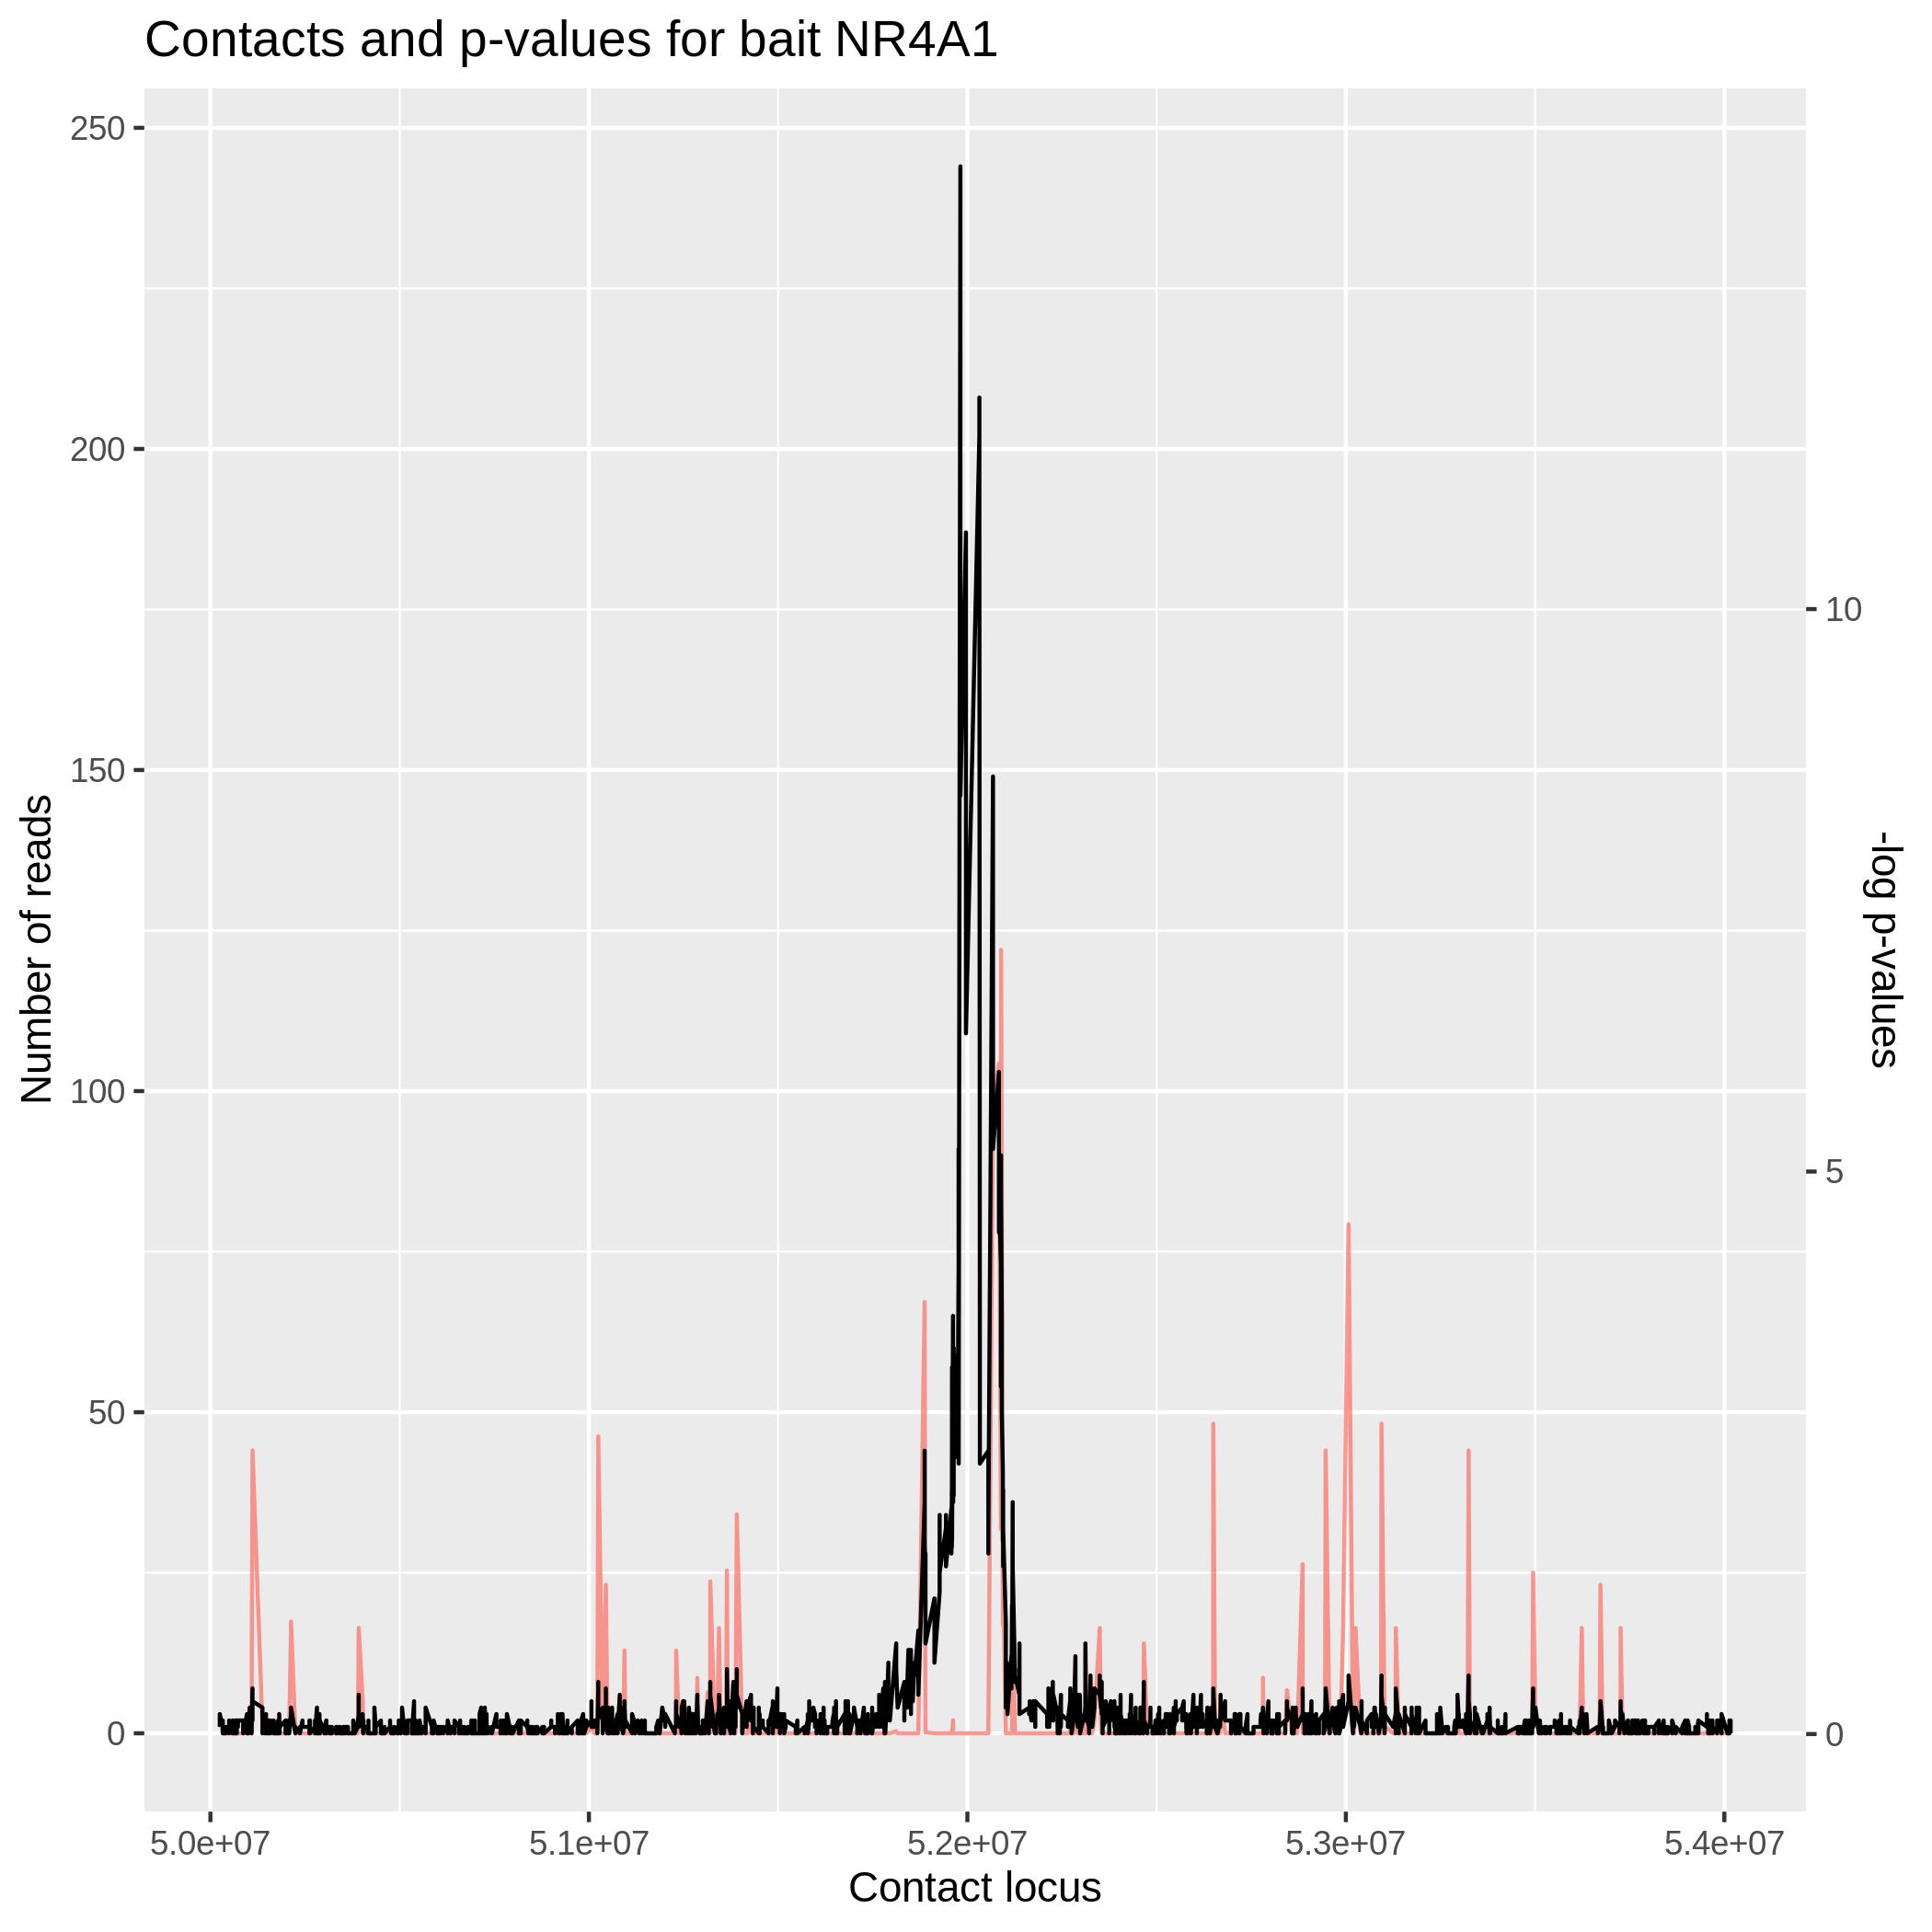 Contacts and p-values for bait NR4A1
250
200
150
100
50
0
Number of reads
10
5
0
-log p-values
5.0e+07
5.1e+07
5.2e+07
5.3e+07
5.4e+07
Contact locus